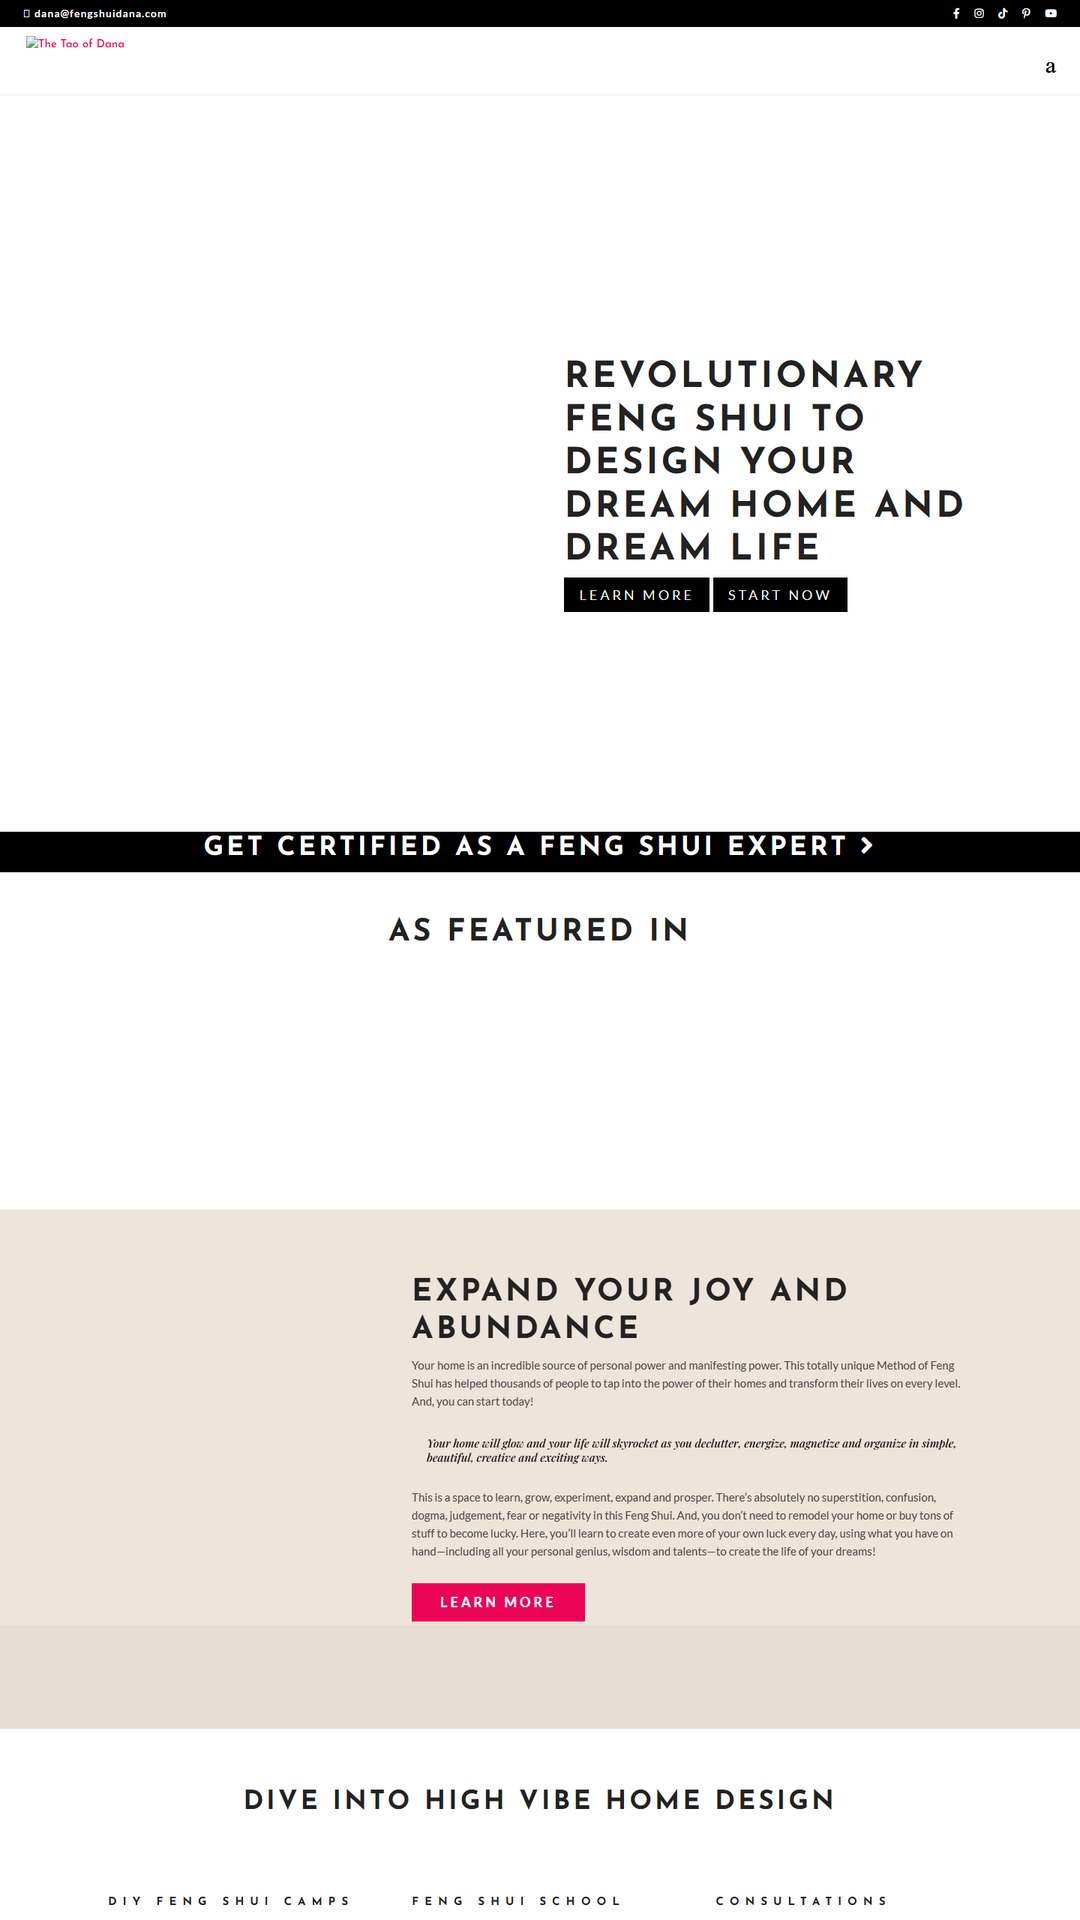 dana@fengshuidana.com
The Tao of Dana
a
REVOLUTIONARY
FENG SHUI TO
DESIGN YOUR
DREAM HOME AND
DREAM LIFE
LEARN MORE
START NOW
GET CERTIFIED AS A FENG SHUI EXPERT
AS FEATURED IN
EXPAND YOUR JOY AND
ABUNDANCE
Your home is an incredible source of personal power and manifesting power. This totally unique Method of Feng
Shui has helped thousands of people to tap into the power of their homes and transform their lives on every level.
And, you can start today!
Your home will glow and your life will skyrocket as you declutter, energize, magnetize and organize in simple,
beautiful, creative and exciting ways.
This is a space to learn, grow, experiment, expand and prosper. There’s absolutely no superstition, confusion,
dogma, judgement, fear or negativity in this Feng Shui. And, you don’t need to remodel your home or buy tons of
stuff to become lucky. Here, you’ll learn to create even more of your own luck every day, using what you have on
hand—including all your personal genius, wisdom and talents—to create the life of your dreams!
LEARN MORE
DIVE INTO HIGH VIBE HOME DESIGN
DIY FENG SHUI CAMPS
FENG SHUI SCHOOL
CONSULTATIONS